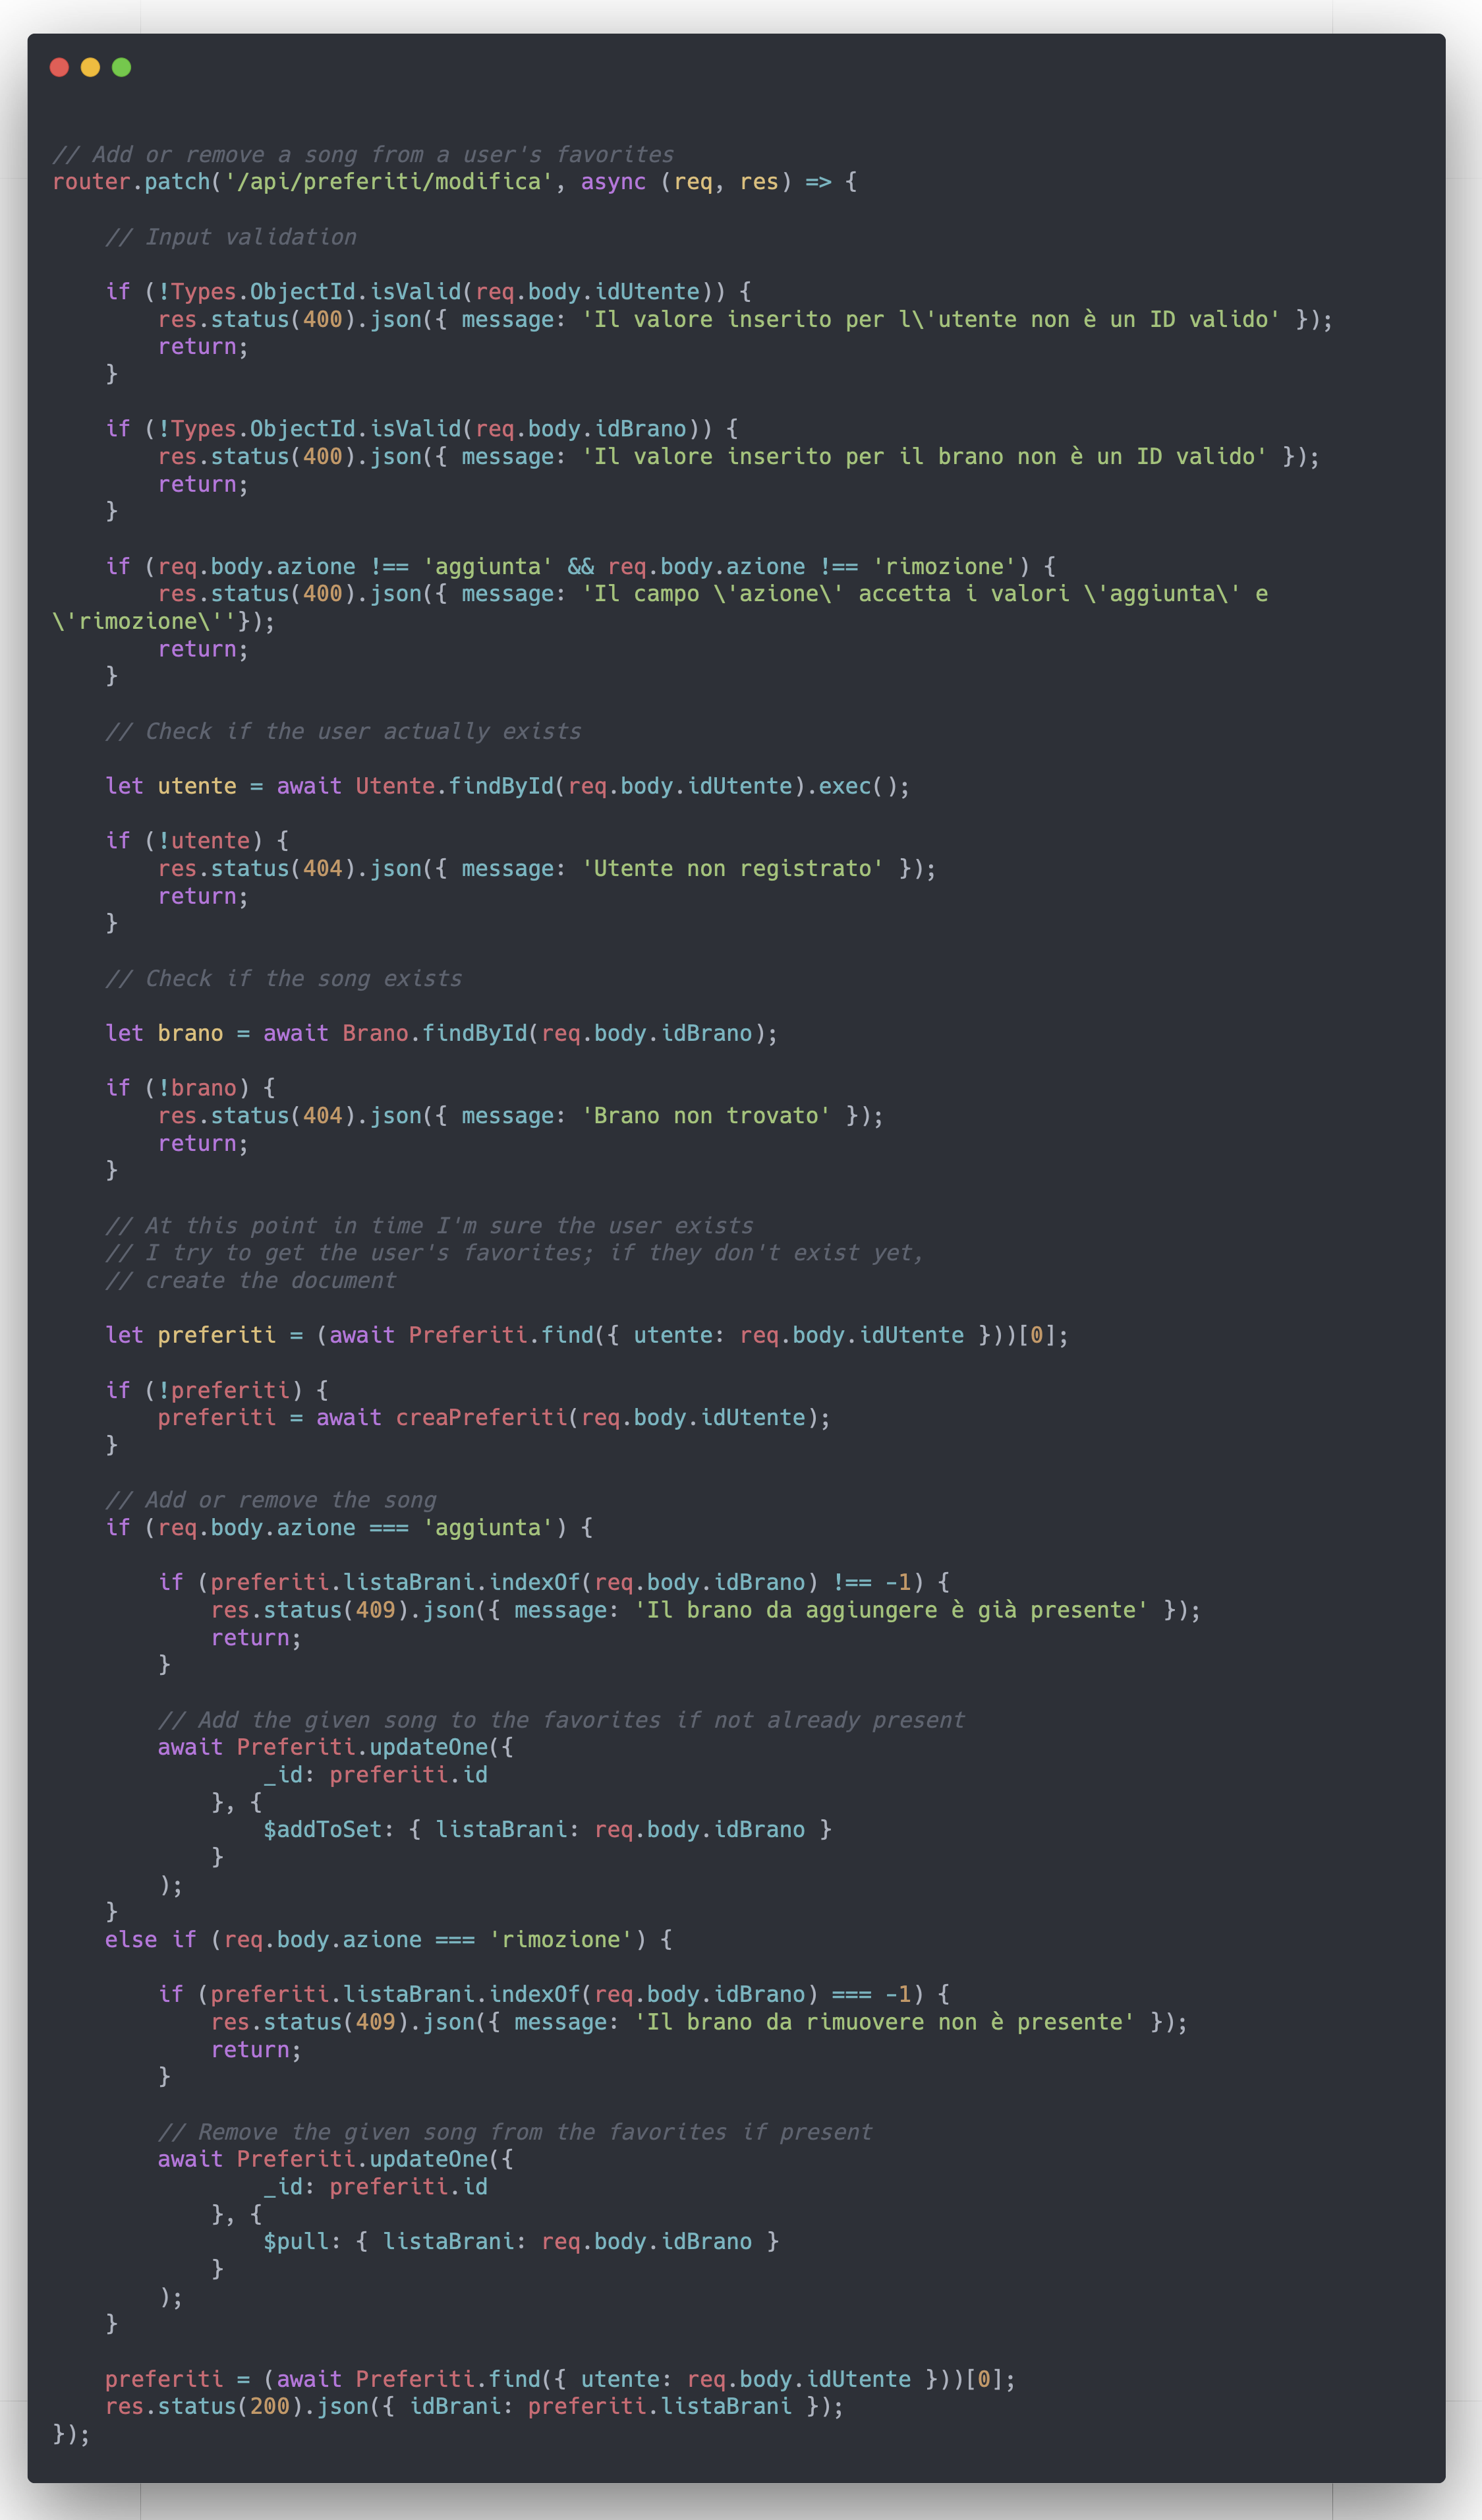 // Add or remove a song from a user's favorites
router.patch('/api/preferiti/modifica', async (req, res) => {
    // Input validation
    if (!Types.ObjectId.isValid(req.body.idUtente)) {
        res.status(400).json({ message: 'Il valore inserito per l\'utente non è un ID valido' });
        return;
    }
    if (!Types.ObjectId.isValid(req.body.idBrano)) {
        res.status(400).json({ message: 'Il valore inserito per il brano non è un ID valido' });
        return;
    }
    if (req.body.azione !== 'aggiunta' && req.body.azione !== 'rimozione') {
        res.status(400).json({ message: 'Il campo \'azione\' accetta i valori \'aggiunta\' e
\'rimozione\''});
        return;
    }
    // Check if the user actually exists
    let utente = await Utente.findById(req.body.idUtente).exec();
    if (!utente) {
        res.status(404).json({ message: 'Utente non registrato' });
        return;
    }
    // Check if the song exists
    let brano = await Brano.findById(req.body.idBrano);
    if (!brano) {
        res.status(404).json({ message: 'Brano non trovato' });
        return;
    }
    // At this point in time I'm sure the user exists
    // I try to get the user's favorites; if they don't exist yet,
    // create the document
    let preferiti = (await Preferiti.find({ utente: req.body.idUtente }))[0];
    if (!preferiti) {
        preferiti = await creaPreferiti(req.body.idUtente);
    }
    // Add or remove the song
    if (req.body.azione === 'aggiunta') {
        if (preferiti.listaBrani.indexOf(req.body.idBrano) !== -1) {
            res.status(409).json({ message: 'Il brano da aggiungere è già presente' });
            return;
        }
        // Add the given song to the favorites if not already present
        await Preferiti.updateOne({
                _id: preferiti.id
            }, {
                $addToSet: { listaBrani: req.body.idBrano }
            }
        );
    }
    else if (req.body.azione === 'rimozione') {
        if (preferiti.listaBrani.indexOf(req.body.idBrano) === -1) {
            res.status(409).json({ message: 'Il brano da rimuovere non è presente' });
            return;
        }
        // Remove the given song from the favorites if present
        await Preferiti.updateOne({
                _id: preferiti.id
            }, {
                $pull: { listaBrani: req.body.idBrano }
            }
        );
    }
    preferiti = (await Preferiti.find({ utente: req.body.idUtente }))[0];
    res.status(200).json({ idBrani: preferiti.listaBrani });
});